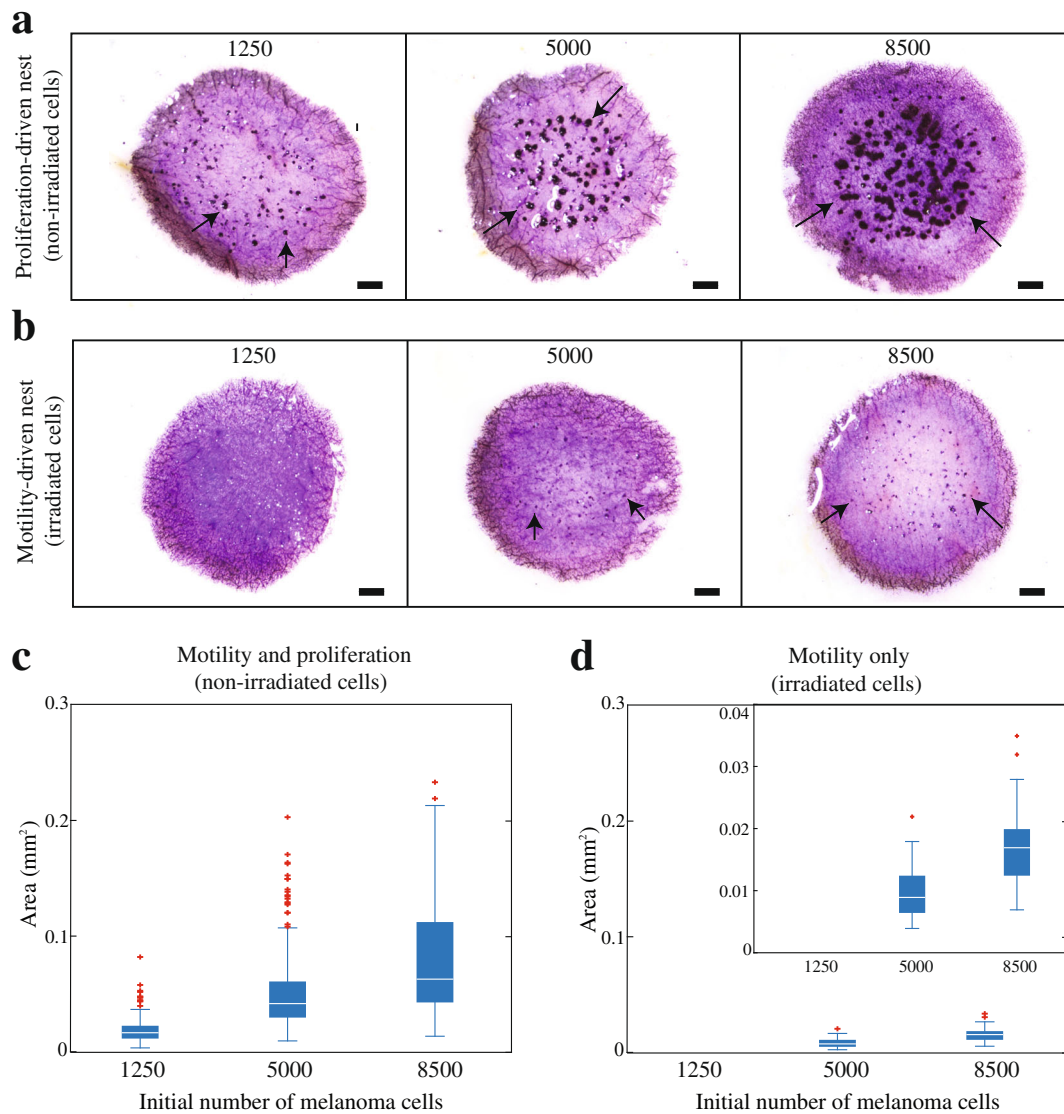 a
1250 5000 8500
Proliferation-driven nest
(non-irradiated cells)
b
1250 5000 8500
Motility-driven nest
(irradiated cells)
c
Motility and proliferation
(non-irradiated cells)
0.3
0.2
0.1
0
Area (mm²)
1250 5000 8500
Initial number of melanoma cells
d
Motility only
(irradiated cells)
0.3
0.2
0.1
0
Area (mm²)
0.04
0.03
0.02
0.01
0
1250 5000 8500
1250 5000 8500
Initial number of melanoma cells